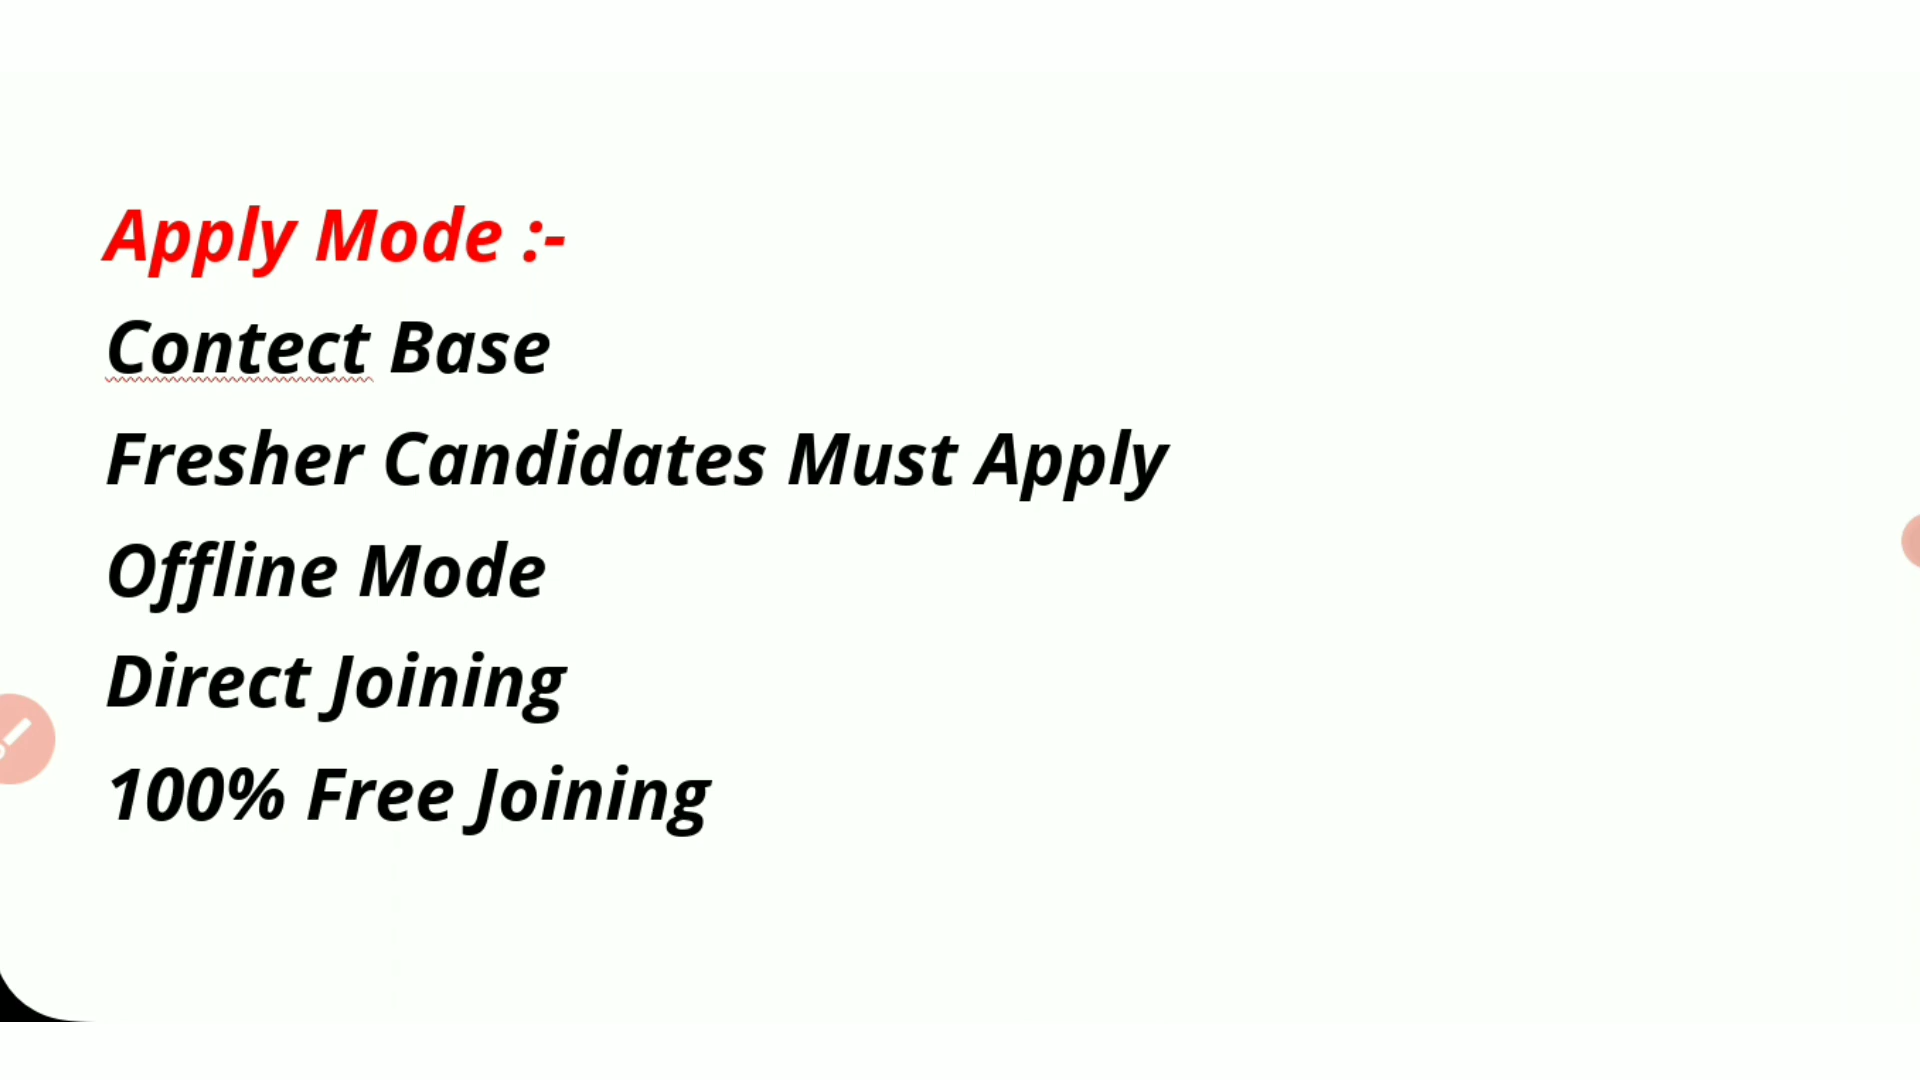 Apply Mode :-
Contect Base
Fresher Candidates Must Apply
Offline Mode
Direct Joining
100% Free Joining